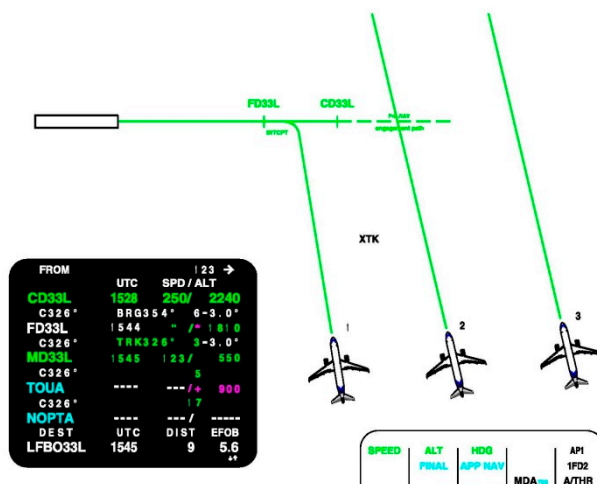 FD33L CD33L
INTCPT
engagement path
XTK
1 2 3
FROM 123 →
UTC SPD/ALT
CD33L 1528 250/ 2240
C326° BRG354° 6-3.0°
FD33L 1544 " /* 1810
C326° TRK326° 3-3.0°
MD33L 1545 123/ 550
C326° 5
TOUA ---- ---/+ 900
C326° 17
NOPTA ---- ---/ -----
DEST UTC DIST EFOB
LFBO33L 1545 9 5.6
SPEED ALT HDG AP1
FINAL APP NAV 1FD2
MDA A/THR